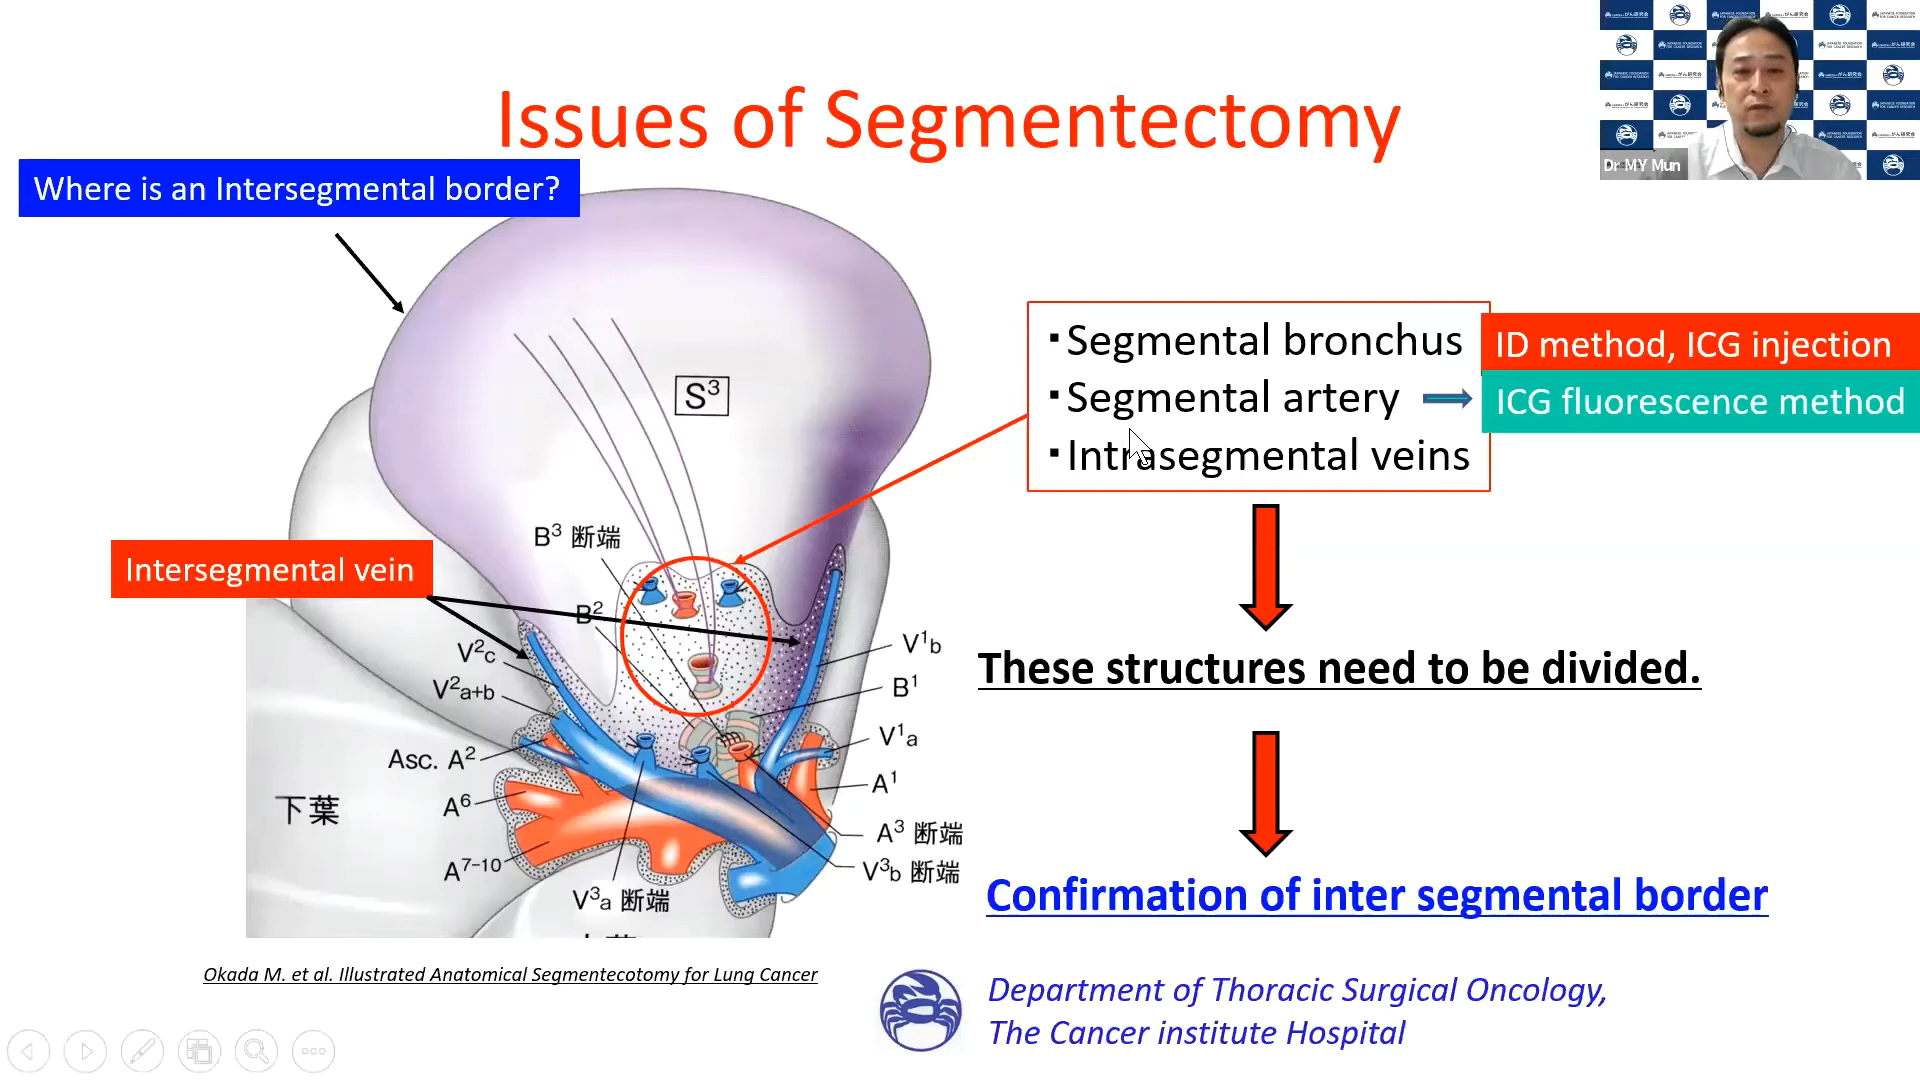 Issues of Segmentectomy
Where is an Intersegmental border?
Dr MY Mun
S³
・Segmental bronchus
・Segmental artery
・Intrasegmental veins
ID method, ICG injection
ICG fluorescence method
B³ 断端
Intersegmental vein
B²
V²c
V²a+b
Asc. A²
A⁶
A⁷⁻¹⁰
下葉
V³a 断端
V¹b
B¹
V¹a
A¹
A³ 断端
V³b 断端
These structures need to be divided.
Confirmation of inter segmental border
Okada M. et al. Illustrated Anatomical Segmentecotomy for Lung Cancer
Department of Thoracic Surgical Oncology,
The Cancer institute Hospital